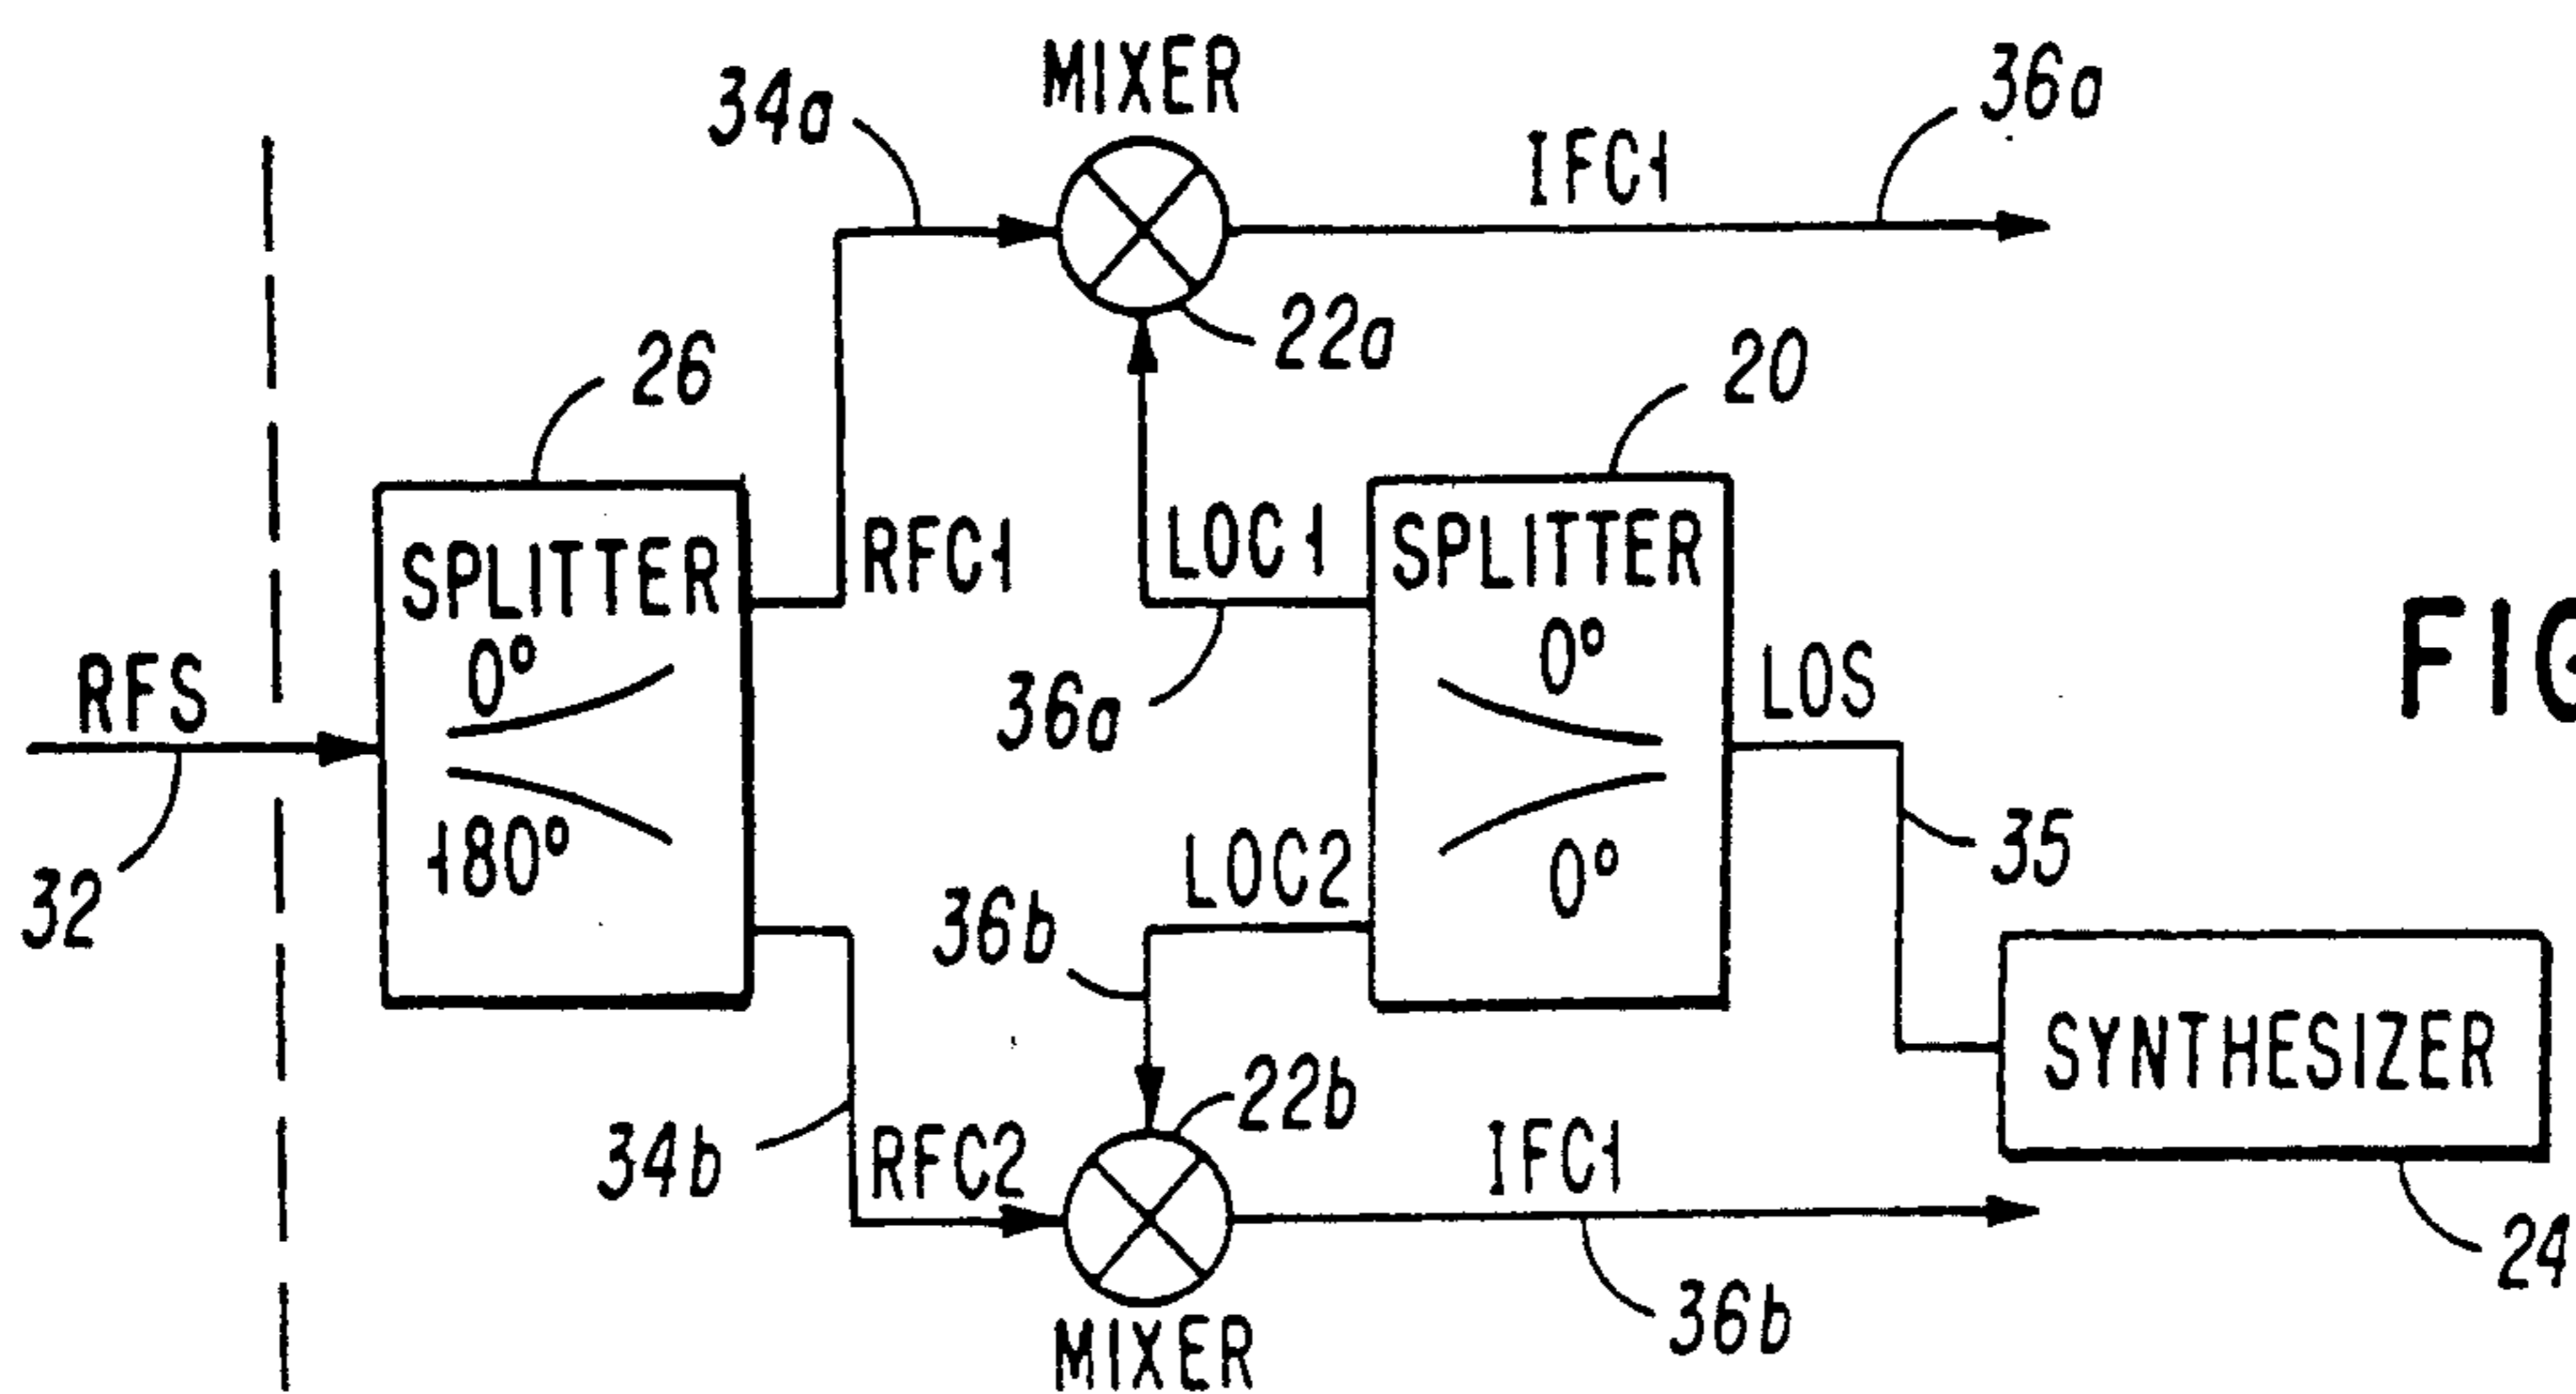 MIXER
34a
36a
IFC1
22a
26
20
RFC1
LOC1
SPLITTER
0°
180°
SPLITTER
0°
0°
RFS
32
36a
LOS
FIG
LOC2
36b
35
SYNTHESIZER
24
22b
34b
RFC2
IFC1
36b
MIXER